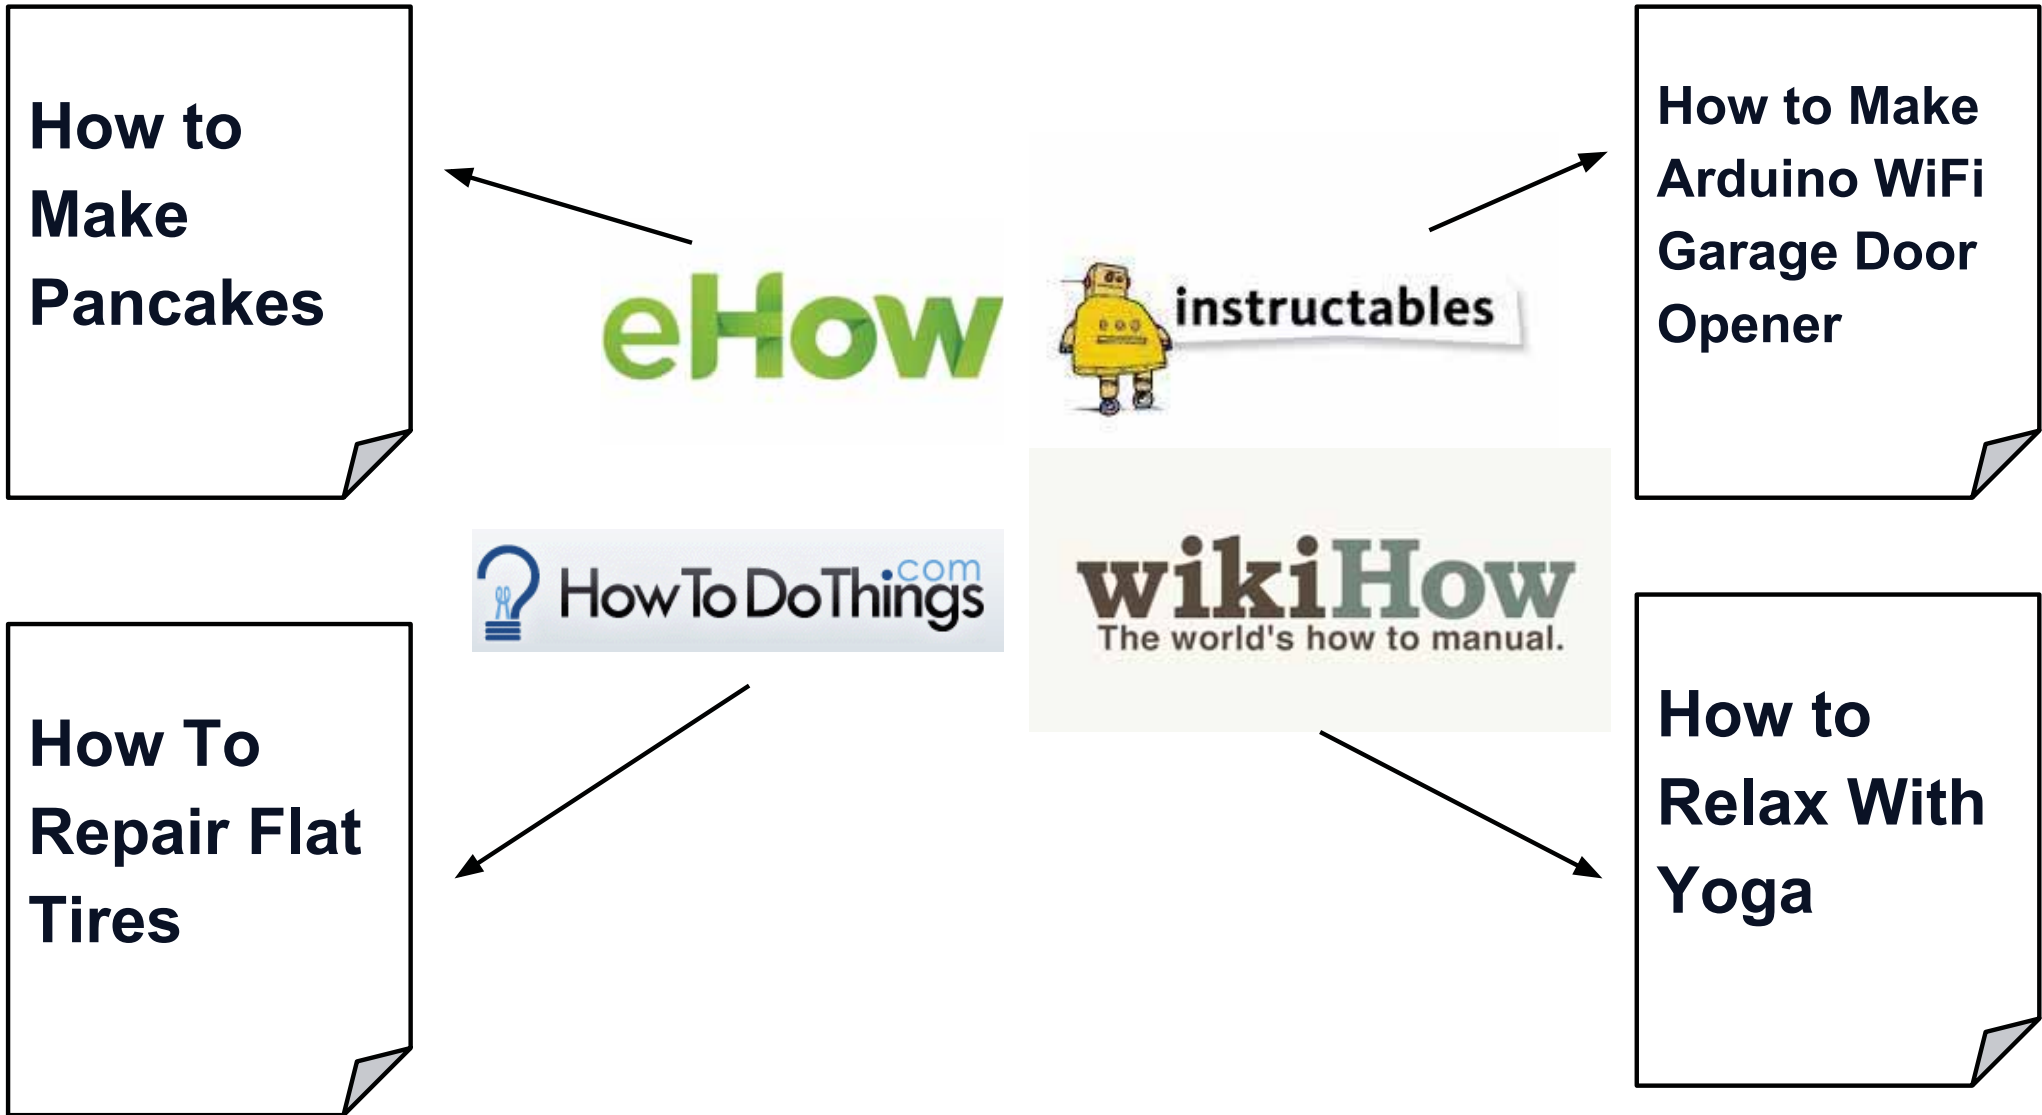 How to
Make
Pancakes
eHow
instructables
How to Make
Arduino WiFi
Garage Door
Opener
HowToDoThings.com
wikiHow
The world's how to manual.
How To
Repair Flat
Tires
How to
Relax With
Yoga